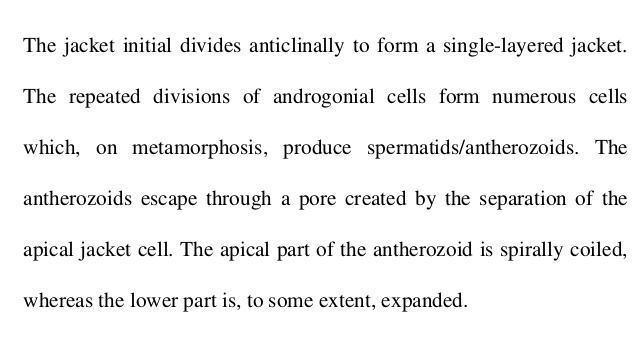 The jacket initial divides anticlinally to form a single-layered jacket.
The repeated divisions of androgonial cells form numerous cells
which, on metamorphosis, produce spermatids/antherozoids. The
antherozoids escape through a pore created by the separation of the
apical jacket cell. The apical part of the antherozoid is spirally coiled,
whereas the lower part is, to some extent, expanded.